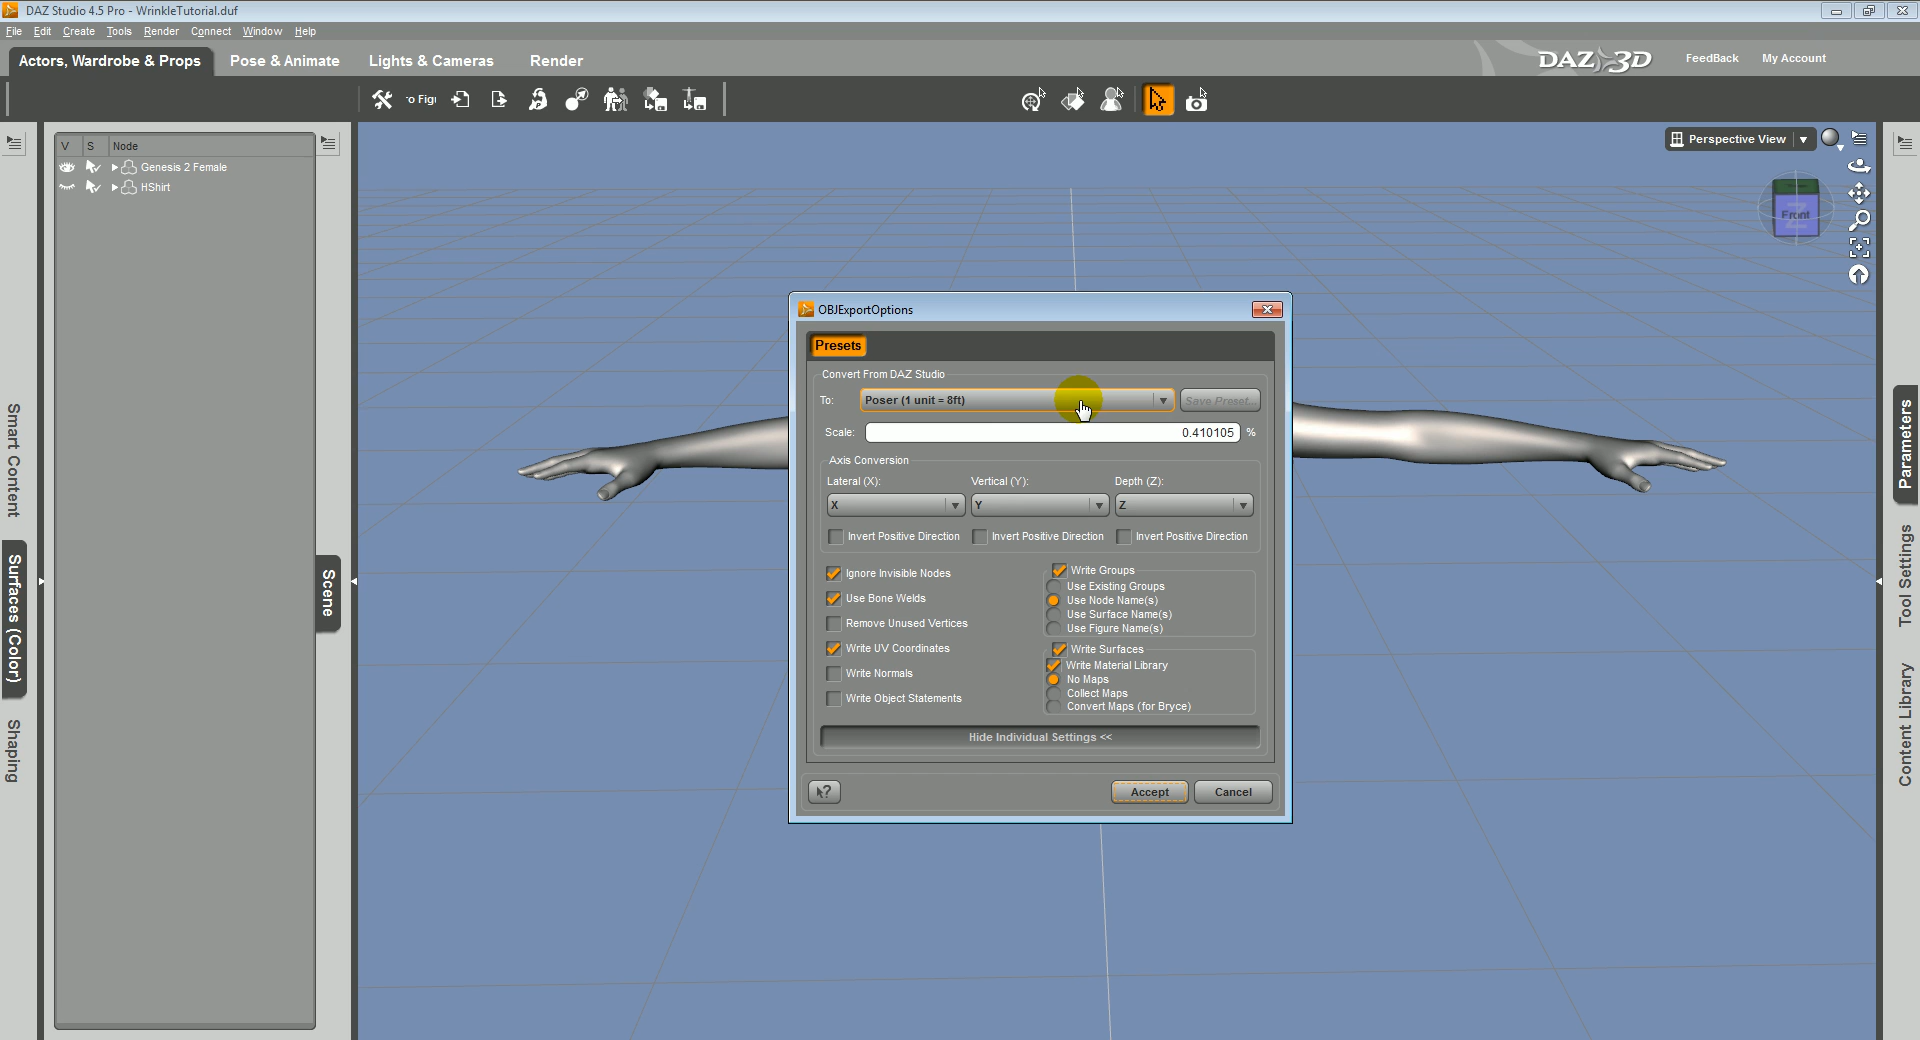 DAZ Studio 4.5 Pro - WrinkleTutorial.duf
File Edit Create Tools Render Connect Window Help
Actors, Wardrobe & Props Pose & Animate Lights & Cameras Render
DAZ 3D FeedBack My Account
o Figu
V S Node
Genesis 2 Female
HShirt
Perspective View
Front
Smart Content
Surfaces (Color)
Shaping
Scene
Parameters
Tool Settings
Content Library
OBJExportOptions
Presets
Convert From DAZ Studio
To: Poser (1 unit = 8ft) Save Preset...
Scale: 0.410105 %
Axis Conversion
Lateral (X): Vertical (Y): Depth (Z):
X Y Z
Invert Positive Direction Invert Positive Direction Invert Positive Direction
Ignore Invisible Nodes
Use Bone Welds
Remove Unused Vertices
Write UV Coordinates
Write Normals
Write Object Statements
Write Groups
Use Existing Groups
Use Node Name(s)
Use Surface Name(s)
Use Figure Name(s)
Write Surfaces
Write Material Library
No Maps
Collect Maps
Convert Maps (for Bryce)
Hide Individual Settings <<
? Accept Cancel